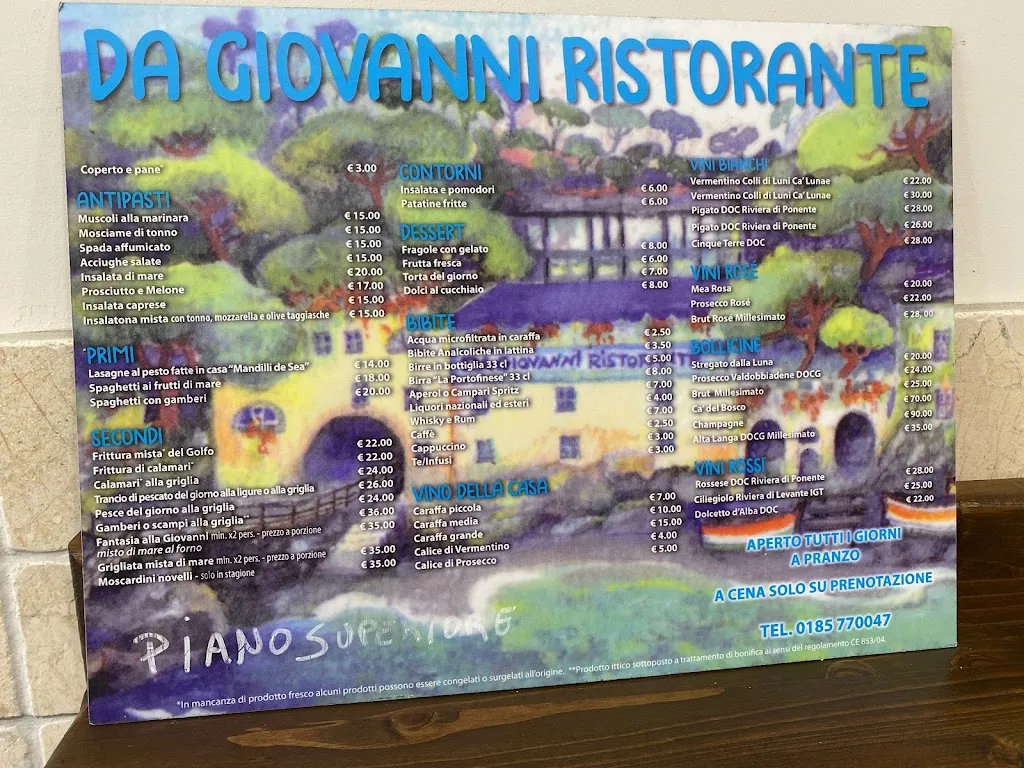 DA GIOVANNI RISTORANTE
Coperto e pane* € 3.00
ANTIPASTI
Muscoli alla marinara € 15.00
Mosciame di tonno € 15.00
Spada affumicato € 15.00
Acciughe salate € 15.00
Insalata di mare € 20.00
Prosciutto e Melone € 17.00
Insalata caprese € 15.00
Insalatona mista con tonno, mozzarella e olive taggiasche € 15.00
*PRIMI
Lasagne al pesto fatte in casa "Mandilli de Sea" € 14.00
Spaghetti ai frutti di mare € 18.00
Spaghetti con gamberi € 20.00
SECONDI
Frittura mista* del Golfo € 22.00
Frittura di calamari* € 22.00
Calamari* alla griglia € 24.00
Trancio di pescato del giorno alla ligure o alla griglia € 26.00
Pesce del giorno alla griglia € 24.00
Gamberi o scampi alla griglia** € 36.00
Fantasia alla Giovanni min. x2 pers. - prezzo a porzione € 35.00
misto di mare al forno
Grigliata mista di mare min. x2 pers. - prezzo a porzione € 35.00
Moscardini novelli - solo in stagione € 35.00
CONTORNI
Insalata e pomodori € 6.00
Patatine fritte € 6.00
DESSERT
Fragole con gelato € 8.00
Frutta fresca € 6.00
Torta del giorno € 7.00
Dolci al cucchiaio € 8.00
BIBITE
Acqua microfiltrata in caraffa € 2.50
Bibite Analcoliche in lattina € 3.50
Birre in bottiglia 33 cl € 5.00
Birra "La Portofinese" 33 cl € 8.00
Aperol o Campari Spritz € 7.00
Liquori nazionali ed esteri € 4.00
Whisky e Rum € 7.00
Caffè € 2.50
Cappuccino € 3.00
Te/Infusi € 3.00
VINO DELLA CASA
Caraffa piccola € 7.00
Caraffa media € 10.00
Caraffa grande € 15.00
Calice di Vermentino € 4.00
Calice di Prosecco € 5.00
VINI BIANCHI
Vermentino Colli di Luni Ca' Lunae € 22.00
Vermentino Colli di Luni Ca' Lunae € 30.00
Pigato DOC Riviera di Ponente € 28.00
Pigato DOC Riviera di Ponente € 26.00
Cinque Terre DOC € 28.00
VINI ROSÉ
Mea Rosa € 20.00
Prosecco Rosé € 22.00
Brut Rosé Millesimato € 28,00
BOLLICINE
Stregato dalla Luna € 20.00
Prosecco Valdobbiadene DOCG € 24.00
Brut Millesimato € 25.00
Ca' del Bosco € 70.00
Champagne € 90.00
Alta Langa DOCG Millesimato € 35.00
VINI ROSSI
Rossese DOC Riviera di Ponente € 28.00
Ciliegiolo Riviera di Levante IGT € 25.00
Dolcetto d'Alba DOC € 22.00
APERTO TUTTI I GIORNI
A PRANZO
A CENA SOLO SU PRENOTAZIONE
TEL. 0185 770047
PIANO SUPERIORE
*In mancanza di prodotto fresco alcuni prodotti possono essere congelati o surgelati all'origine. **Prodotto ittico sottoposto a trattamento di bonifica ai sensi del regolamento CE 853/04.